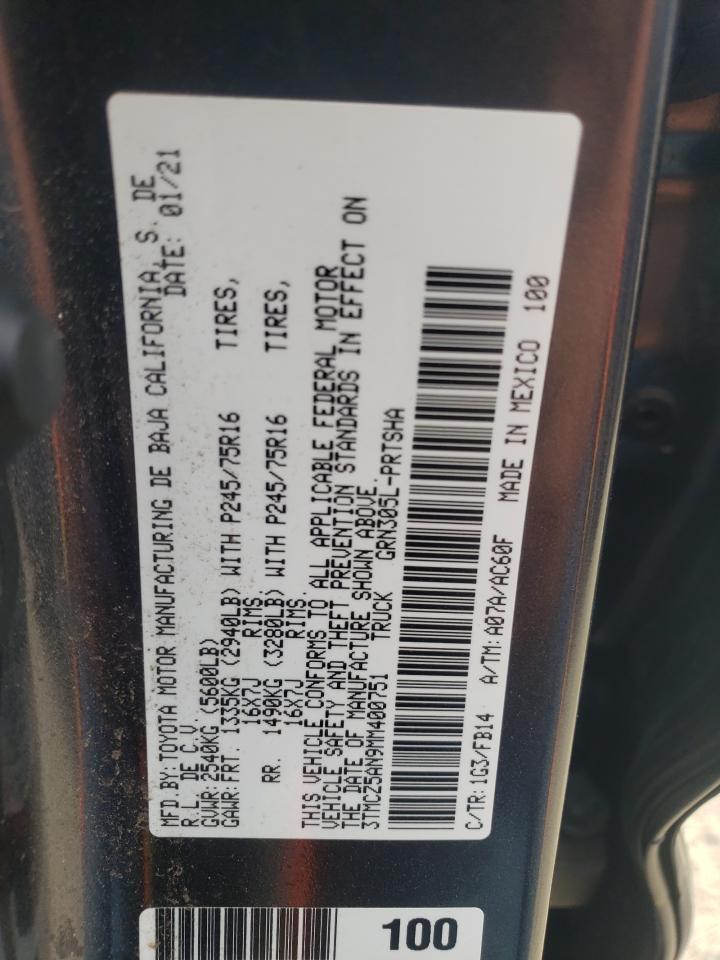 MFD.BY:TOYOTA MOTOR MANUFACTURING DE BAJA CALIFORNIA, S. DE
R.L. DE C.V. DATE: 01/21
GVWR:2540KG (5600LB)
GAWR:FRT. 1335KG (2940LB) WITH P245/75R16 TIRES,
16X7J RIMS,
RR. 1490KG (3280LB) WITH P245/75R16 TIRES,
16X7J RIMS.
THIS VEHICLE CONFORMS TO ALL APPLICABLE FEDERAL MOTOR
VEHICLE SAFETY AND THEFT PREVENTION STANDARDS IN EFFECT ON
THE DATE OF MANUFACTURE SHOWN ABOVE.
3TMCZ5AN9MM400751 TRUCK GRN305L-PRTSHA
C/TR:1G3/FB14 A/TM:A07A/AC60F MADE IN MEXICO 100
100